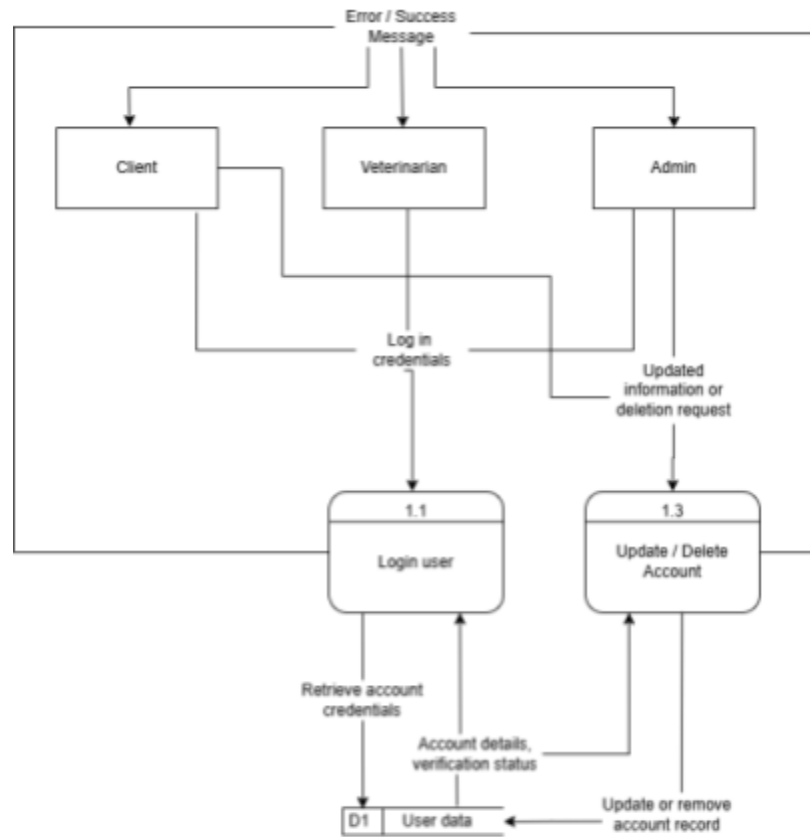 Error / Success
Message
Client
Veterinarian
Admin
Log in
credentials
Updated
information or
deletion request
1.1
Login user
1.3
Update / Delete
Account
Retrieve account
credentials
Account details,
verification status
Update or remove
account record
D1
User data